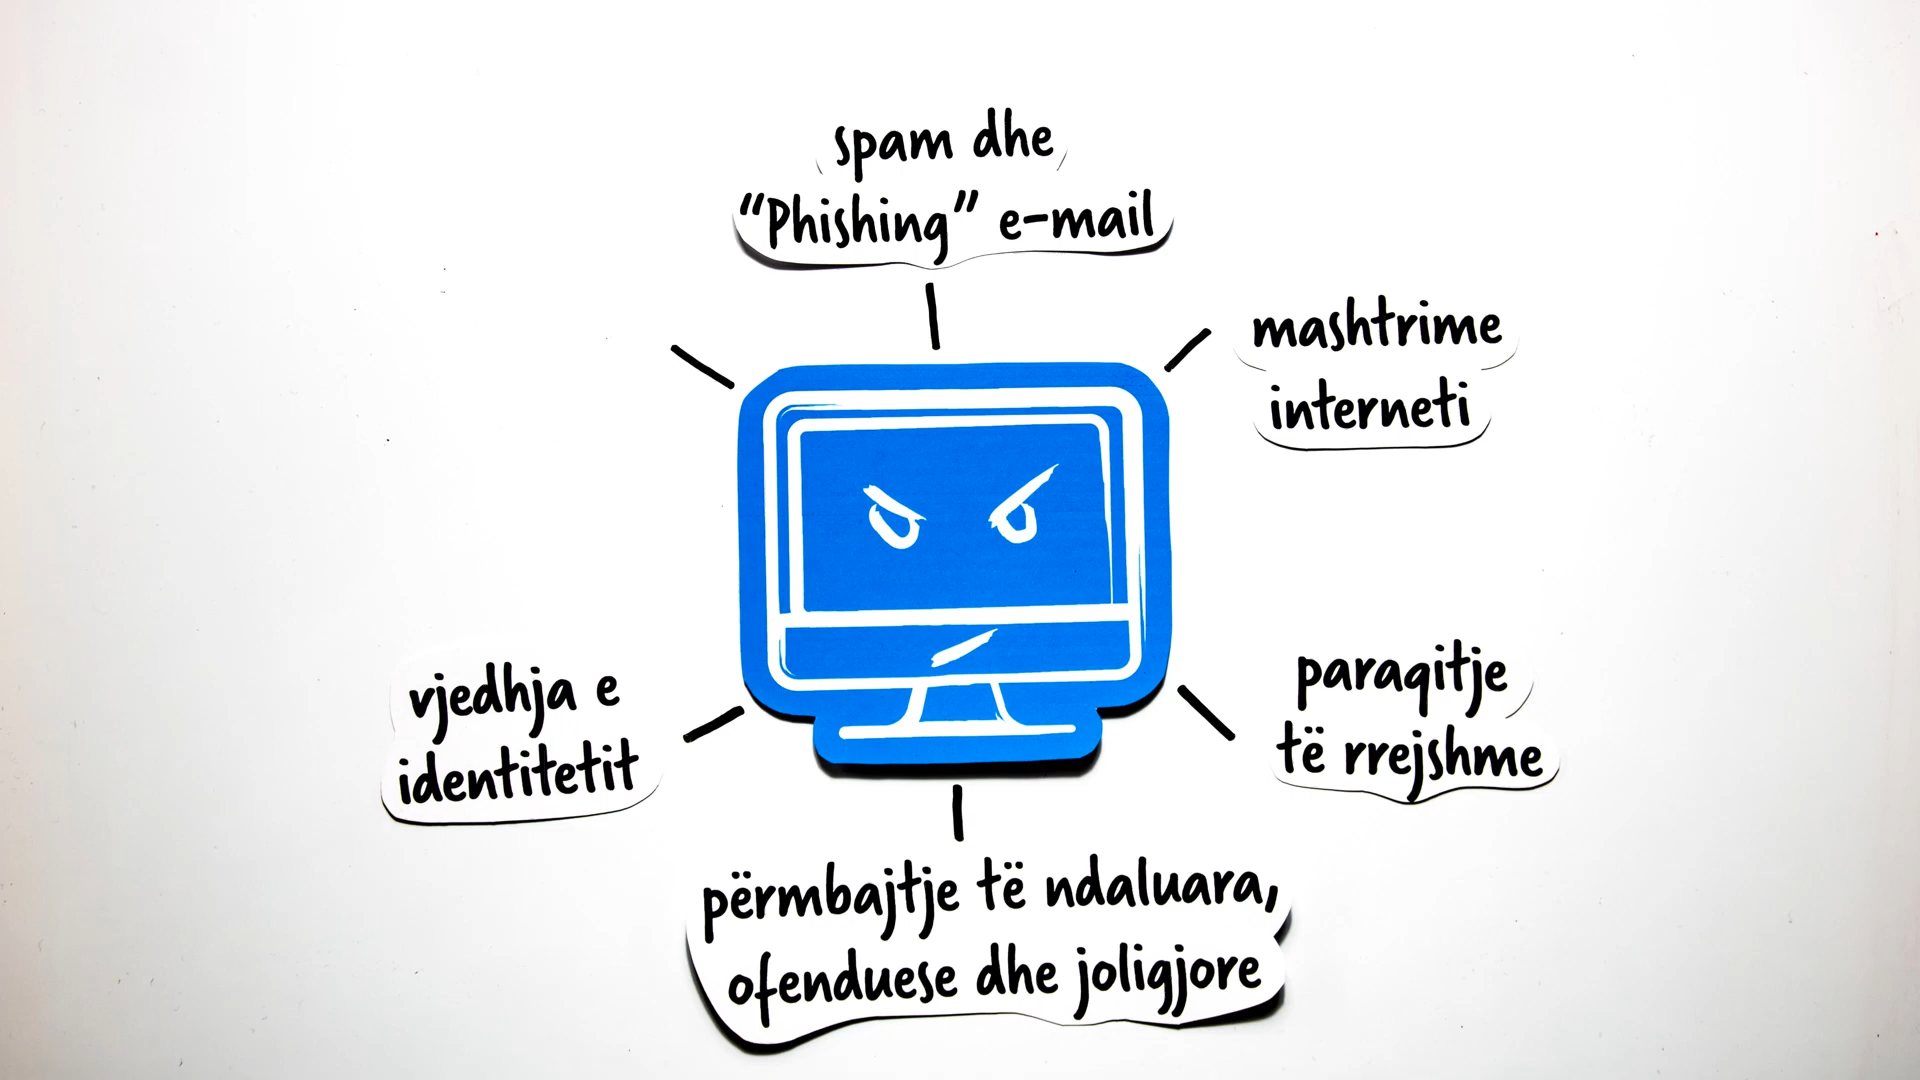 spam dhe
“Phishing” e-mail
mashtrime
interneti
paraqitje
të rrejshme
përmbajtje të ndaluara,
ofenduese dhe joligjore
vjedhja e
identitetit